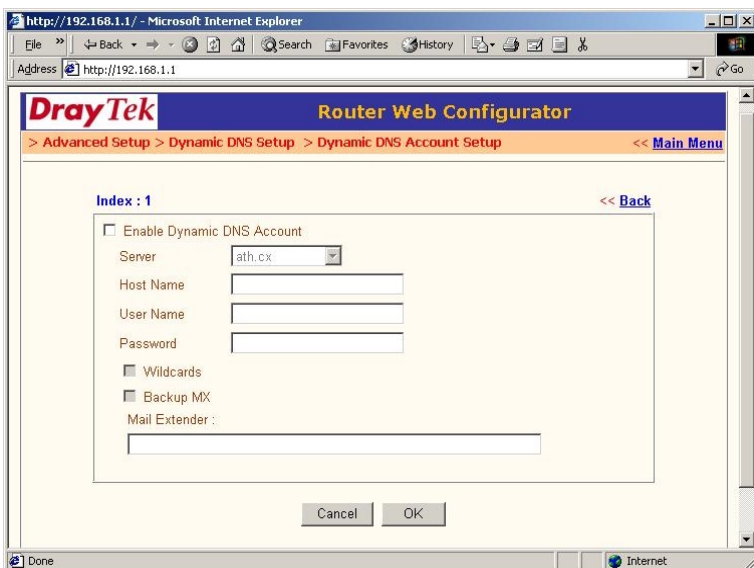 http://192.168.1.1/ - Microsoft Internet Explorer
File » Back Search Favorites History
Address http://192.168.1.1 Go
DrayTek Router Web Configurator
> Advanced Setup > Dynamic DNS Setup > Dynamic DNS Account Setup << Main Menu
Index : 1 << Back
Enable Dynamic DNS Account
Server ath.cx
Host Name
User Name
Password
Wildcards
Backup MX
Mail Extender :
Cancel OK
Done Internet